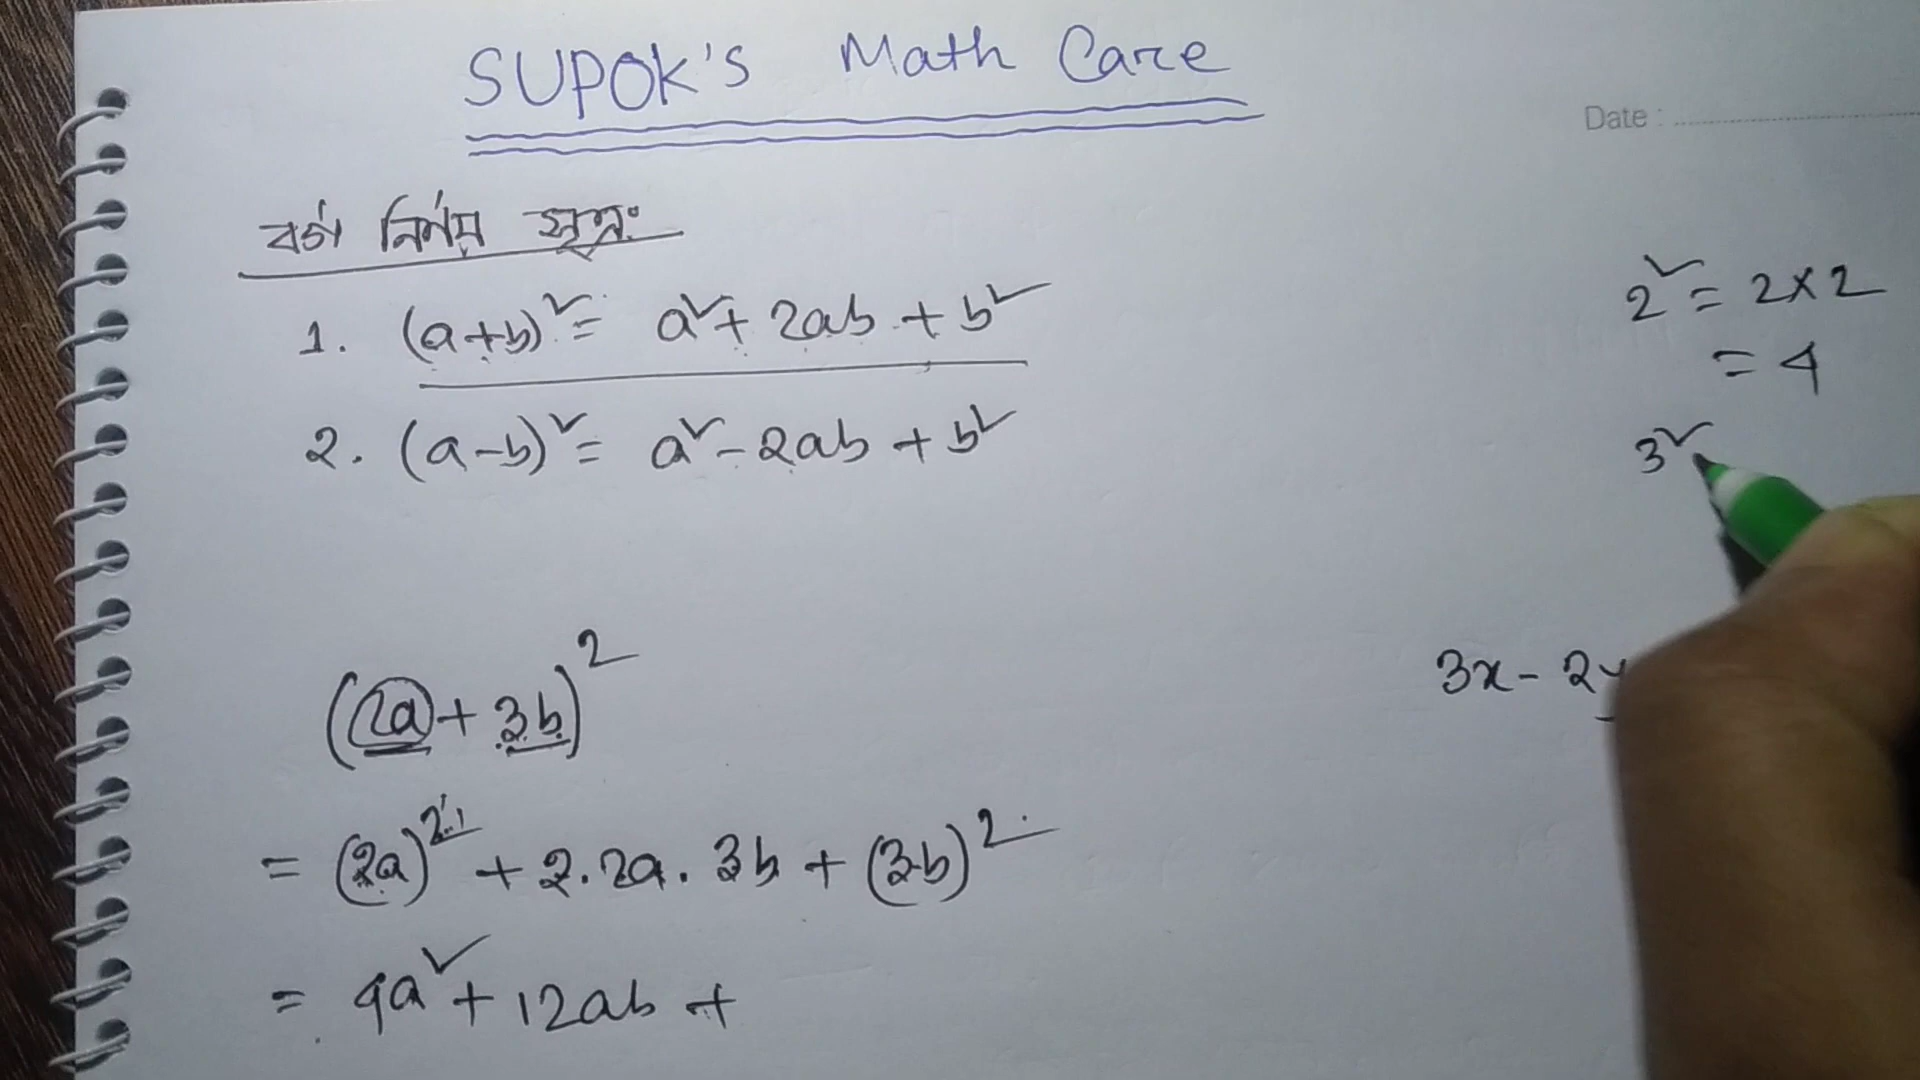 SUPOK's Math Care
Date :
বর্গ নির্ণয় সূত্রঃ
1. (a+b)² = a² + 2ab + b²
2. (a-b)² = a² - 2ab + b²
2² = 2×2
= 4
3²
3x - 2y
(2a + 3b)²
= (2a)² + 2.2a.3b + (3b)²
= 4a² + 12ab +